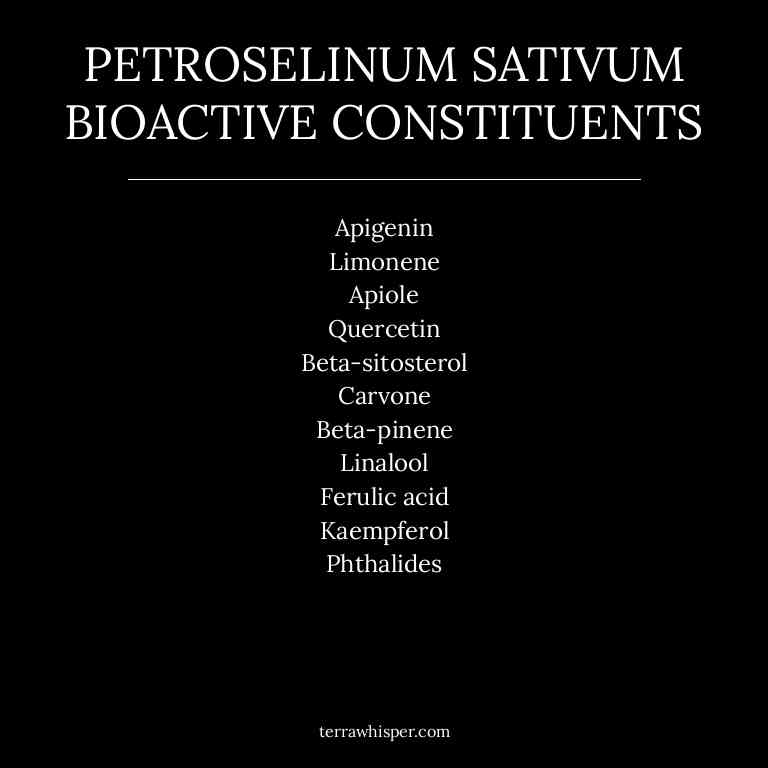 PETROSELINUM SATIVUM
BIOACTIVE CONSTITUENTS
Apigenin
Limonene
Apiole
Quercetin
Beta-sitosterol
Carvone
Beta-pinene
Linalool
Ferulic acid
Kaempferol
Phthalides
terrawhisper.com